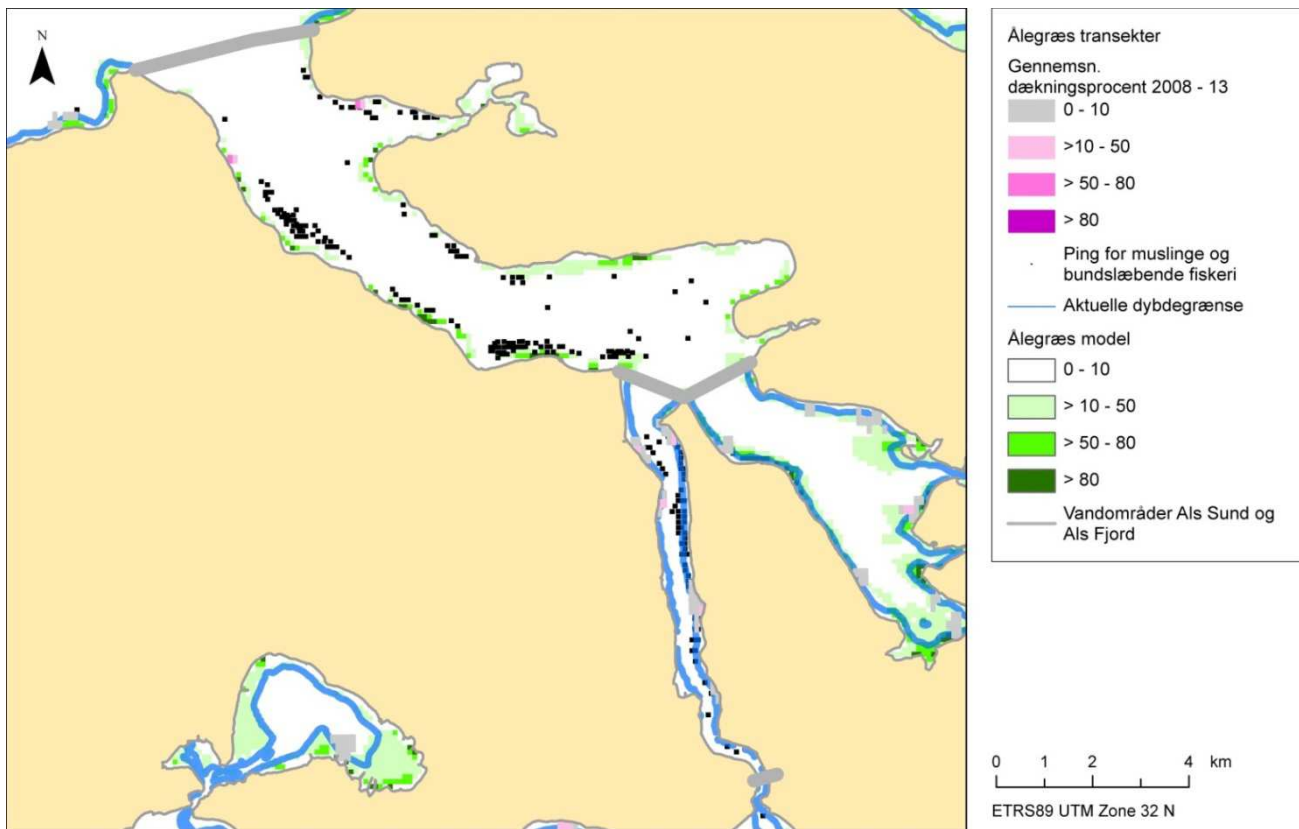 N
Ålegræs transekter
Gennemsn.
dækningsprocent 2008 - 13
0 - 10
>10 - 50
> 50 - 80
> 80
Ping for muslinge og
bundslæbende fiskeri
Aktuelle dybdegrænse
Ålegræs model
0 - 10
> 10 - 50
> 50 - 80
> 80
Vandområder Als Sund og
Als Fjord
0 1 2 4 km
ETRS89 UTM Zone 32 N